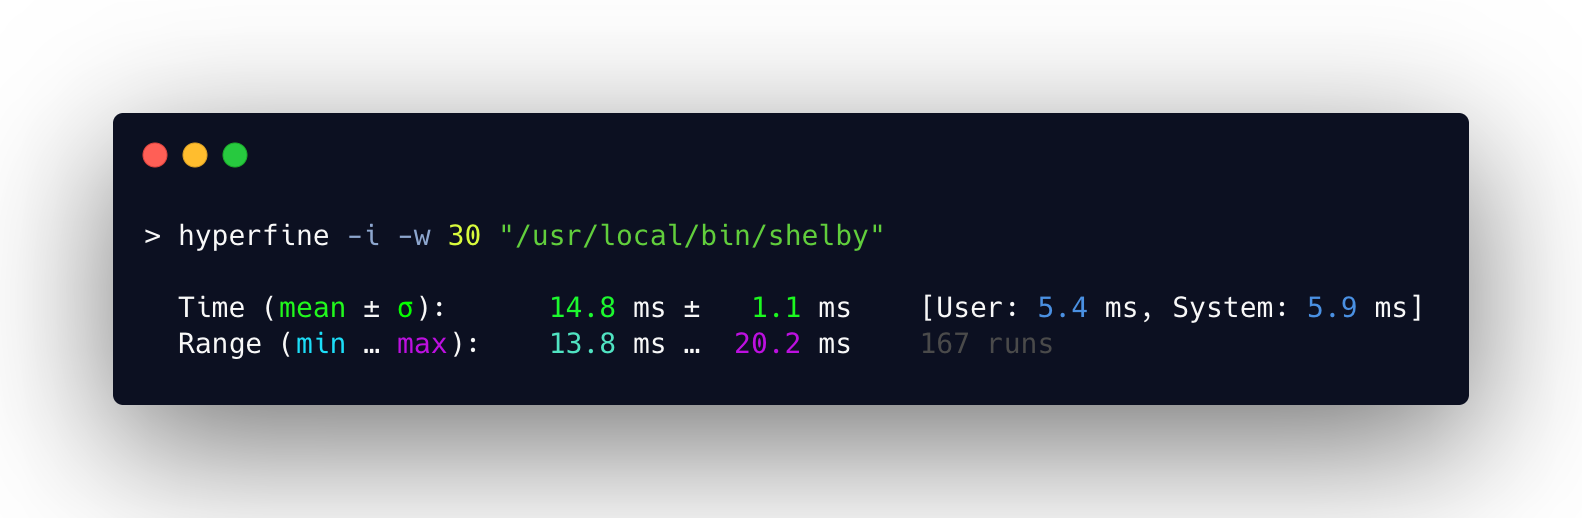 > hyperfine -i -w 30 "/usr/local/bin/shelby"
Time (mean ± σ): 14.8 ms ± 1.1 ms [User: 5.4 ms, System: 5.9 ms]
Range (min … max): 13.8 ms … 20.2 ms 167 runs